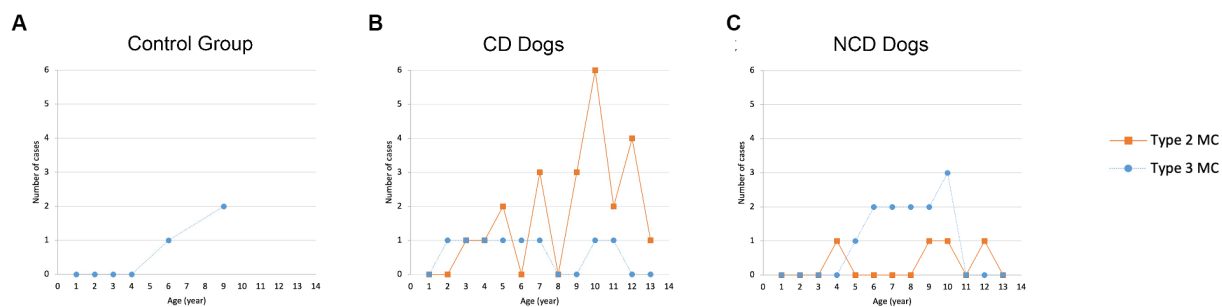 A
Control Group
Number of cases
6
5
4
3
2
1
0
0 1 2 3 4 5 6 7 8 9 10 11 12 13 14
Age (year)
B
CD Dogs
Number of cases
6
5
4
3
2
1
0
0 1 2 3 4 5 6 7 8 9 10 11 12 13 14
Age (year)
C
NCD Dogs
Number of cases
6
5
4
3
2
1
0
0 1 2 3 4 5 6 7 8 9 10 11 12 13 14
Age (year)
Type 2 MC
Type 3 MC